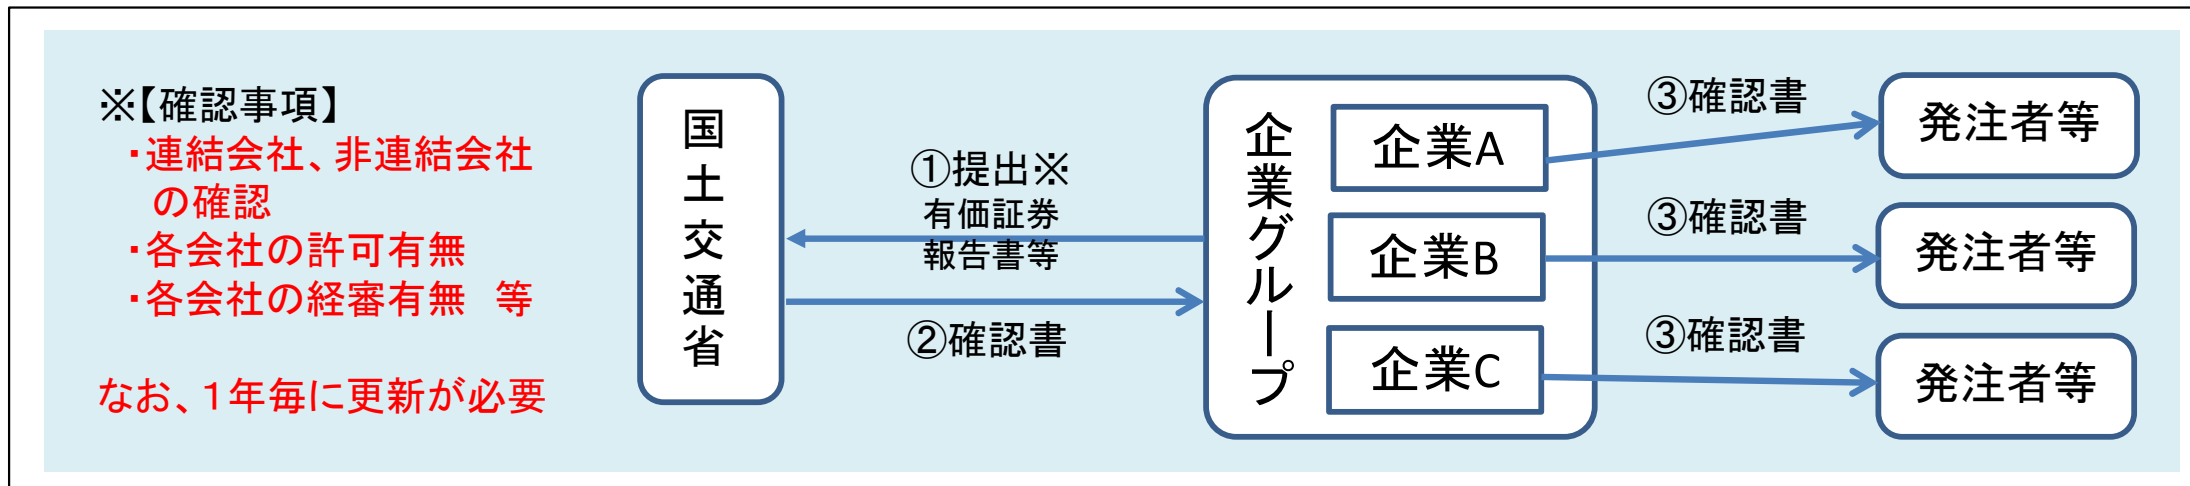 ※【確認事項】
・連結会社、非連結会社
の確認
・各会社の許可有無
・各会社の経審有無　等
なお、１年毎に更新が必要
国土交通省
①提出※
有価証券
報告書等
②確認書
企業グループ
企業A
企業B
企業C
③確認書
③確認書
③確認書
発注者等
発注者等
発注者等